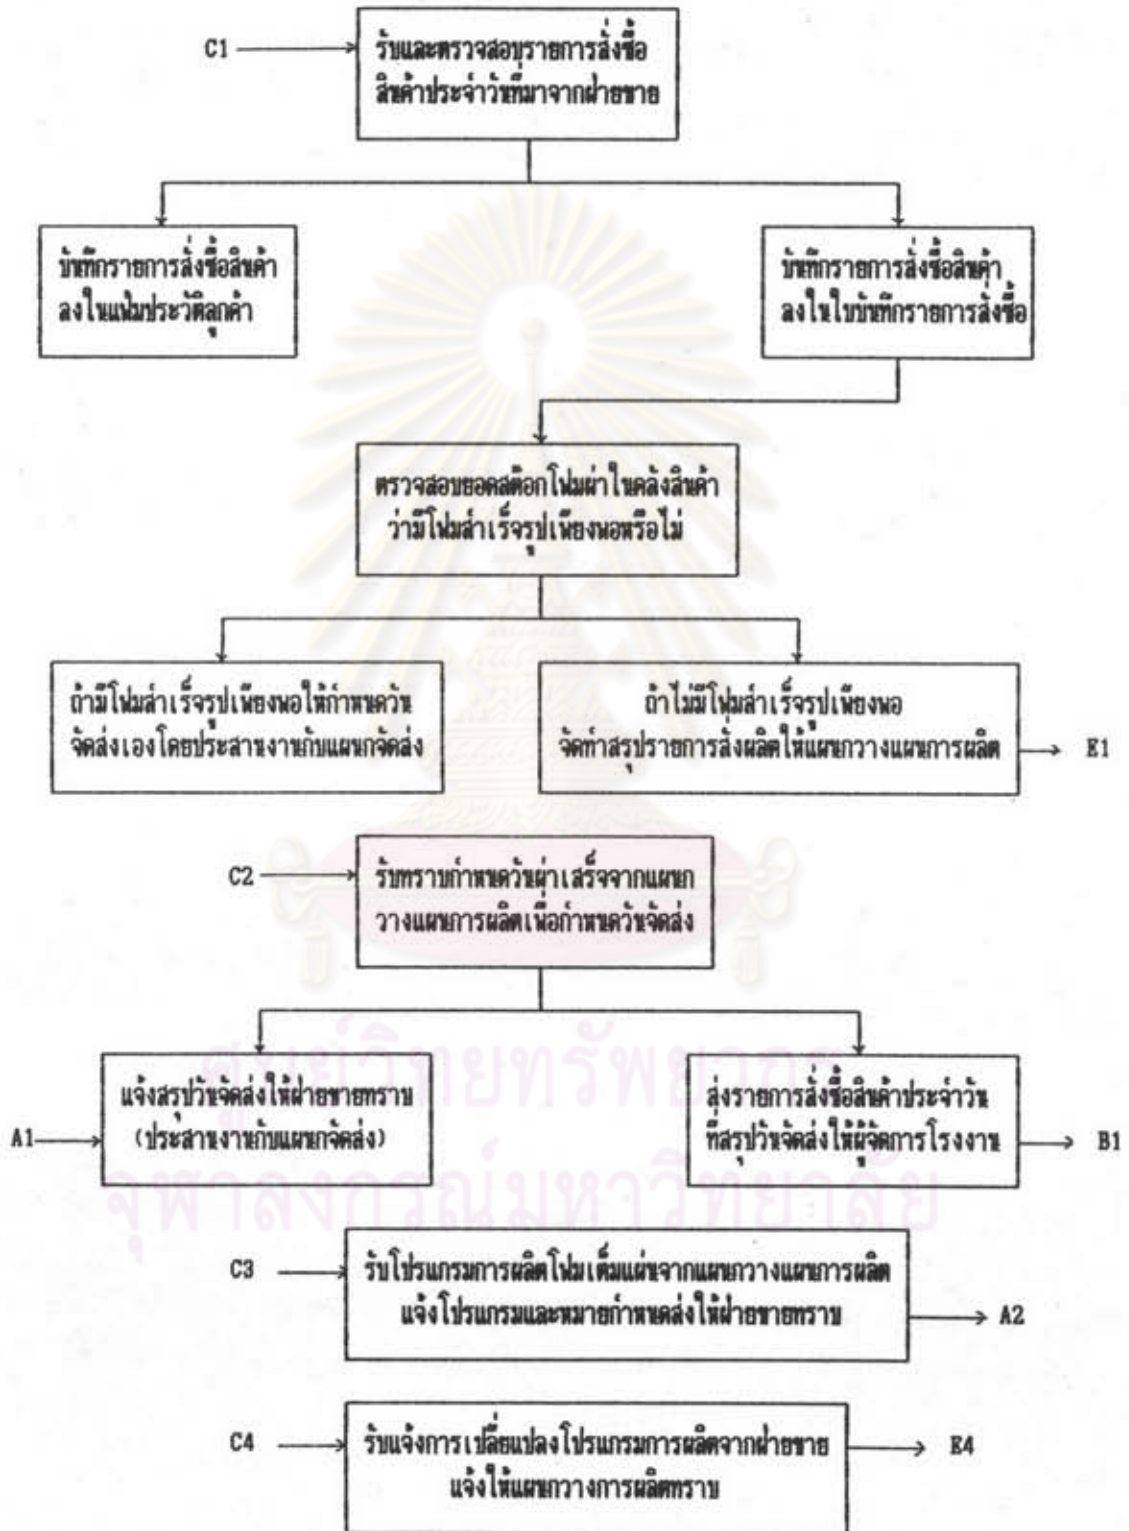 C1
รับและตรวจสอบรายการสั่งซื้อ
สินค้าประจำวันที่มาจากฝ่ายขาย
บันทึกรายการสั่งซื้อสินค้า
ลงในแฟ้มประวัติลูกค้า
บันทึกรายการสั่งซื้อสินค้า
ลงในใบบันทึกรายการสั่งซื้อ
ตรวจสอบยอดสต๊อกโฟมผ่าในคลังสินค้า
ว่ามีโฟมสำเร็จรูปเพียงพอหรือไม่
ถ้ามีโฟมสำเร็จรูปเพียงพอให้กำหนดวัน
จัดส่งเองโดยประสานงานกับแผนกจัดส่ง
ถ้าไม่มีโฟมสำเร็จรูปเพียงพอ
จัดทำสรุปรายการสั่งผลิตให้แผนกวางแผนการผลิต
E1
C2
รับทราบกำหนดวันผ่าเสร็จจากแผนก
วางแผนการผลิตเพื่อกำหนดวันจัดส่ง
แจ้งสรุปวันจัดส่งให้ฝ่ายขายทราบ
(ประสานงานกับแผนกจัดส่ง)
A1
ส่งรายการสั่งซื้อสินค้าประจำวัน
ที่สรุปวันจัดส่งให้ผู้จัดการโรงงาน
B1
ศูนย์วิทยทรัพยากร
จุฬาลงกรณ์มหาวิทยาลัย
C3
รับโปรแกรมการผลิตโฟมเต็มแผ่นจากแผนกวางแผนการผลิต
แจ้งโปรแกรมและหมายกำหนดส่งให้ฝ่ายขายทราบ
A2
C4
รับแจ้งการเปลี่ยแปลงโปรแกรมการผลิตจากฝ่ายขาย
แจ้งให้แผนกวางการผลิตทราบ
E4